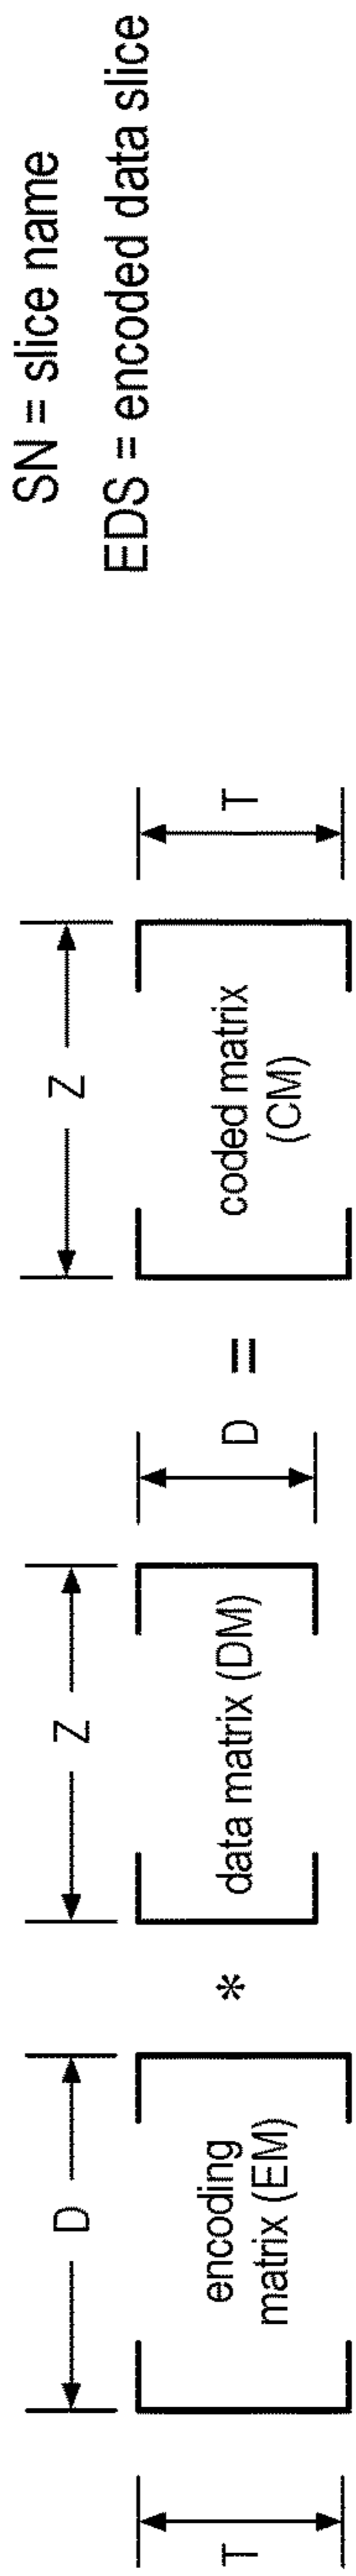 SN = slice name
EDS = encoded data slice
D
Z
Z
T
encoding
matrix (EM)
*
data matrix (DM)
D
=
coded matrix
(CM)
T